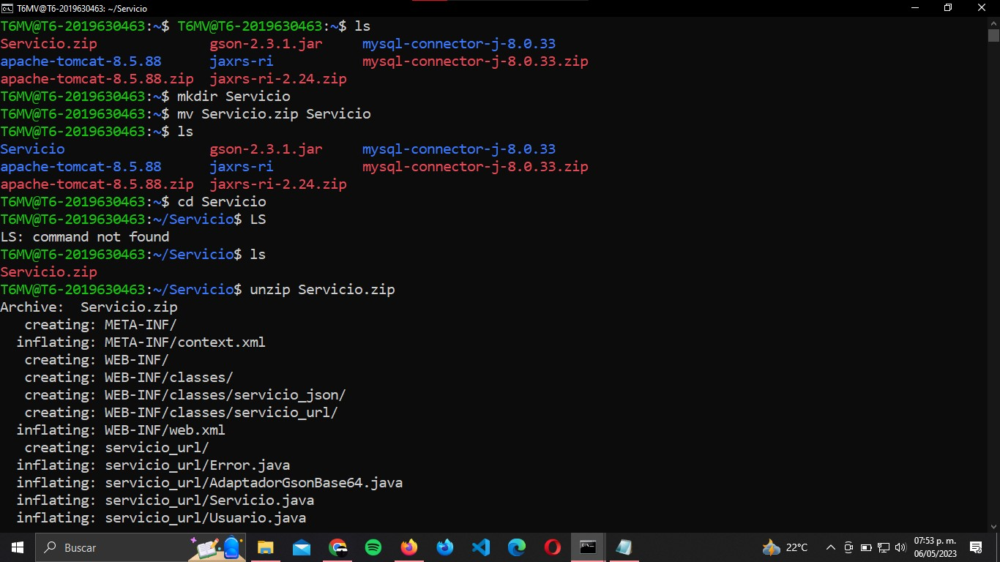 T6MV@T6-2019630463: ~/Servicio
T6MV@T6-2019630463:~$ T6MV@T6-2019630463:~$ ls
Servicio.zip gson-2.3.1.jar mysql-connector-j-8.0.33
apache-tomcat-8.5.88 jaxrs-ri mysql-connector-j-8.0.33.zip
apache-tomcat-8.5.88.zip jaxrs-ri-2.24.zip
T6MV@T6-2019630463:~$ mkdir Servicio
T6MV@T6-2019630463:~$ mv Servicio.zip Servicio
T6MV@T6-2019630463:~$ ls
Servicio gson-2.3.1.jar mysql-connector-j-8.0.33
apache-tomcat-8.5.88 jaxrs-ri mysql-connector-j-8.0.33.zip
apache-tomcat-8.5.88.zip jaxrs-ri-2.24.zip
T6MV@T6-2019630463:~$ cd Servicio
T6MV@T6-2019630463:~/Servicio$ LS
LS: command not found
T6MV@T6-2019630463:~/Servicio$ ls
Servicio.zip
T6MV@T6-2019630463:~/Servicio$ unzip Servicio.zip
Archive:  Servicio.zip
creating: META-INF/
inflating: META-INF/context.xml
creating: WEB-INF/
creating: WEB-INF/classes/
creating: WEB-INF/classes/servicio_json/
creating: WEB-INF/classes/servicio_url/
inflating: WEB-INF/web.xml
creating: servicio_url/
inflating: servicio_url/Error.java
inflating: servicio_url/AdaptadorGsonBase64.java
inflating: servicio_url/Servicio.java
inflating: servicio_url/Usuario.java
Buscar
22°C
07:53 p. m.
06/05/2023